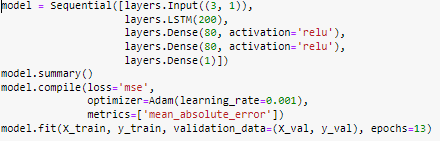 model = Sequential([layers.Input((3, 1)),
layers.LSTM(200),
layers.Dense(80, activation='relu'),
layers.Dense(80, activation='relu'),
layers.Dense(1)])
model.summary()
model.compile(loss='mse',
optimizer=Adam(learning_rate=0.001),
metrics=['mean_absolute_error'])
model.fit(X_train, y_train, validation_data=(X_val, y_val), epochs=13)